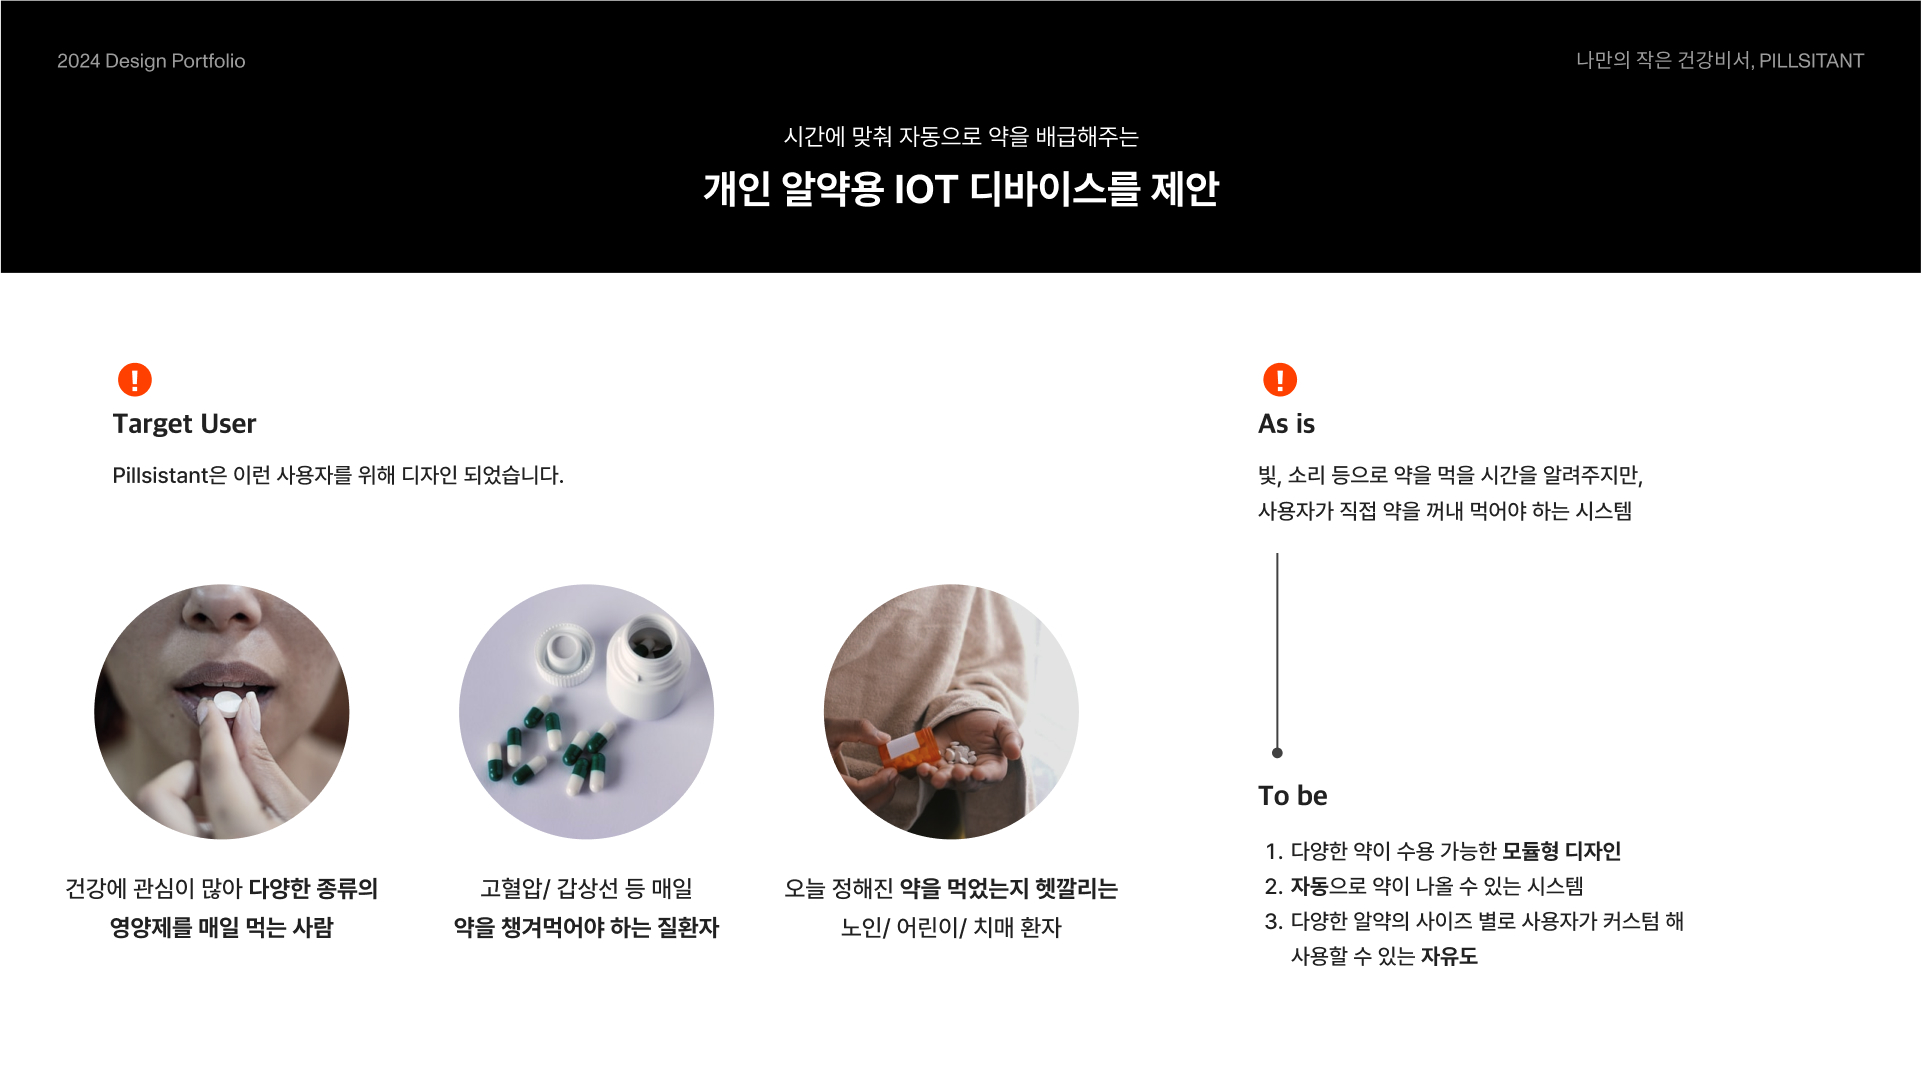 2024 Design Portfolio
나만의 작은 건강비서, PILLSITANT
시간에 맞춰 자동으로 약을 배급해주는
개인 알약용 IOT 디바이스를 제안
Target User
Pillsistant은 이런 사용자를 위해 디자인 되었습니다.
건강에 관심이 많아 다양한 종류의
영양제를 매일 먹는 사람
고혈압/ 갑상선 등 매일
약을 챙겨먹어야 하는 질환자
오늘 정해진 약을 먹었는지 헷깔리는
노인/ 어린이/ 치매 환자
As is
빛, 소리 등으로 약을 먹을 시간을 알려주지만,
사용자가 직접 약을 꺼내 먹어야 하는 시스템
To be
1. 다양한 약이 수용 가능한 모듈형 디자인
2. 자동으로 약이 나올 수 있는 시스템
3. 다양한 알약의 사이즈 별로 사용자가 커스텀 해
사용할 수 있는 자유도